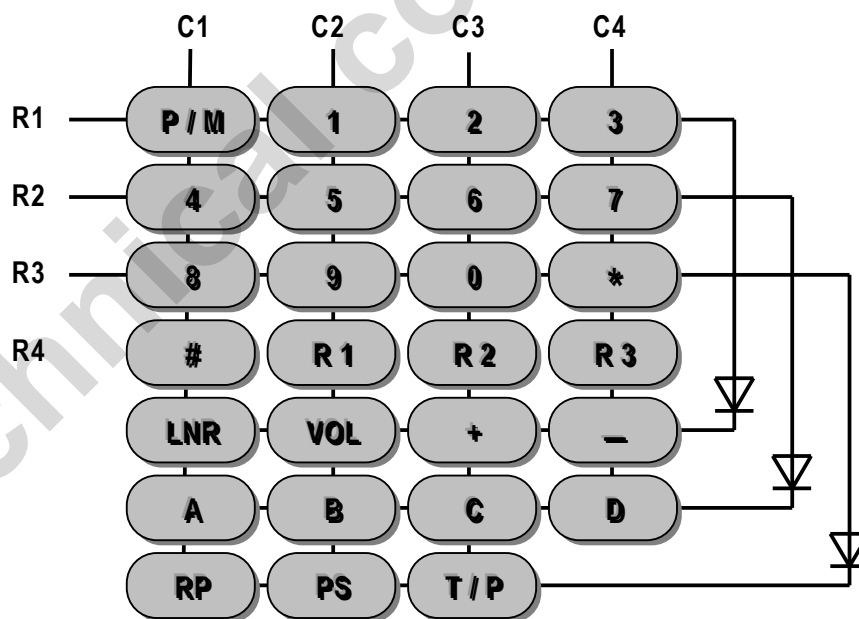 C1 C2 C3 C4
R1 P / M 1 2 3
R2 4 5 6 7
R3 8 9 0 *
R4 # R 1 R 2 R 3
LNR VOL + –
A B C D
RP PS T / P